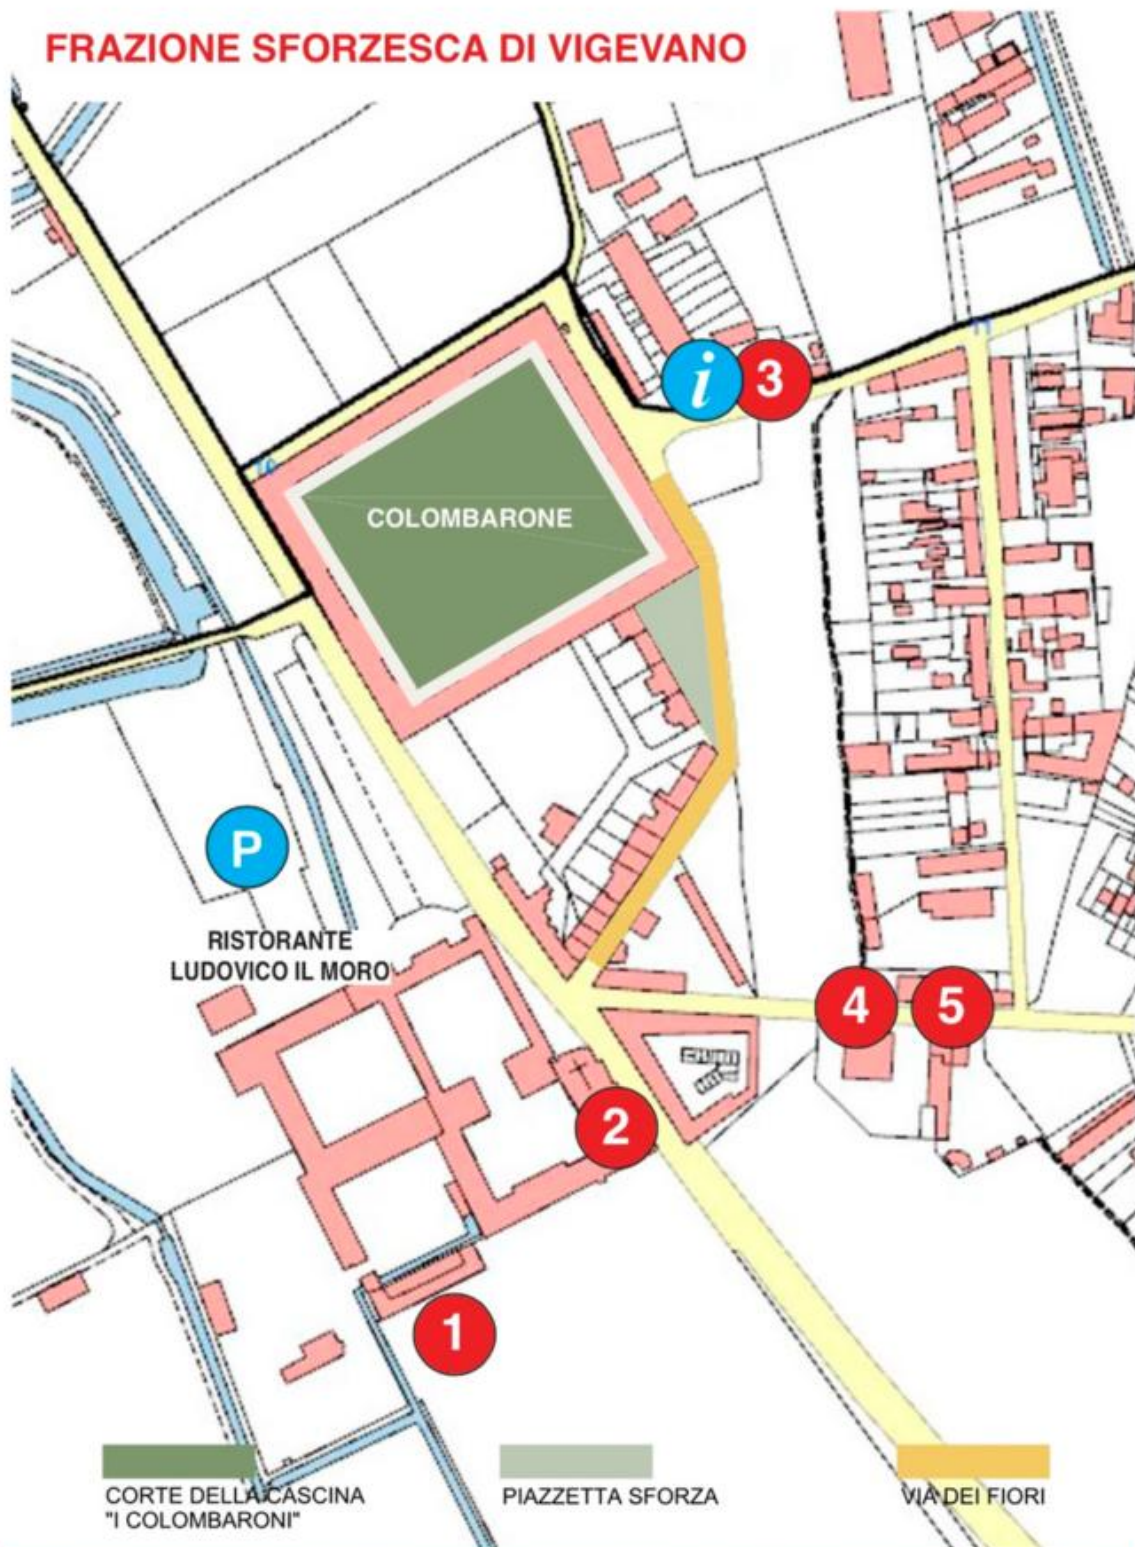 FRAZIONE SFORZESCA DI VIGEVANO
i 3
COLOMBARONE
P
RISTORANTE
LUDOVICO IL MORO
4 5
2
1
CORTE DELLA CASCINA
"I COLOMBARONI"
PIAZZETTA SFORZA
VIA DEI FIORI